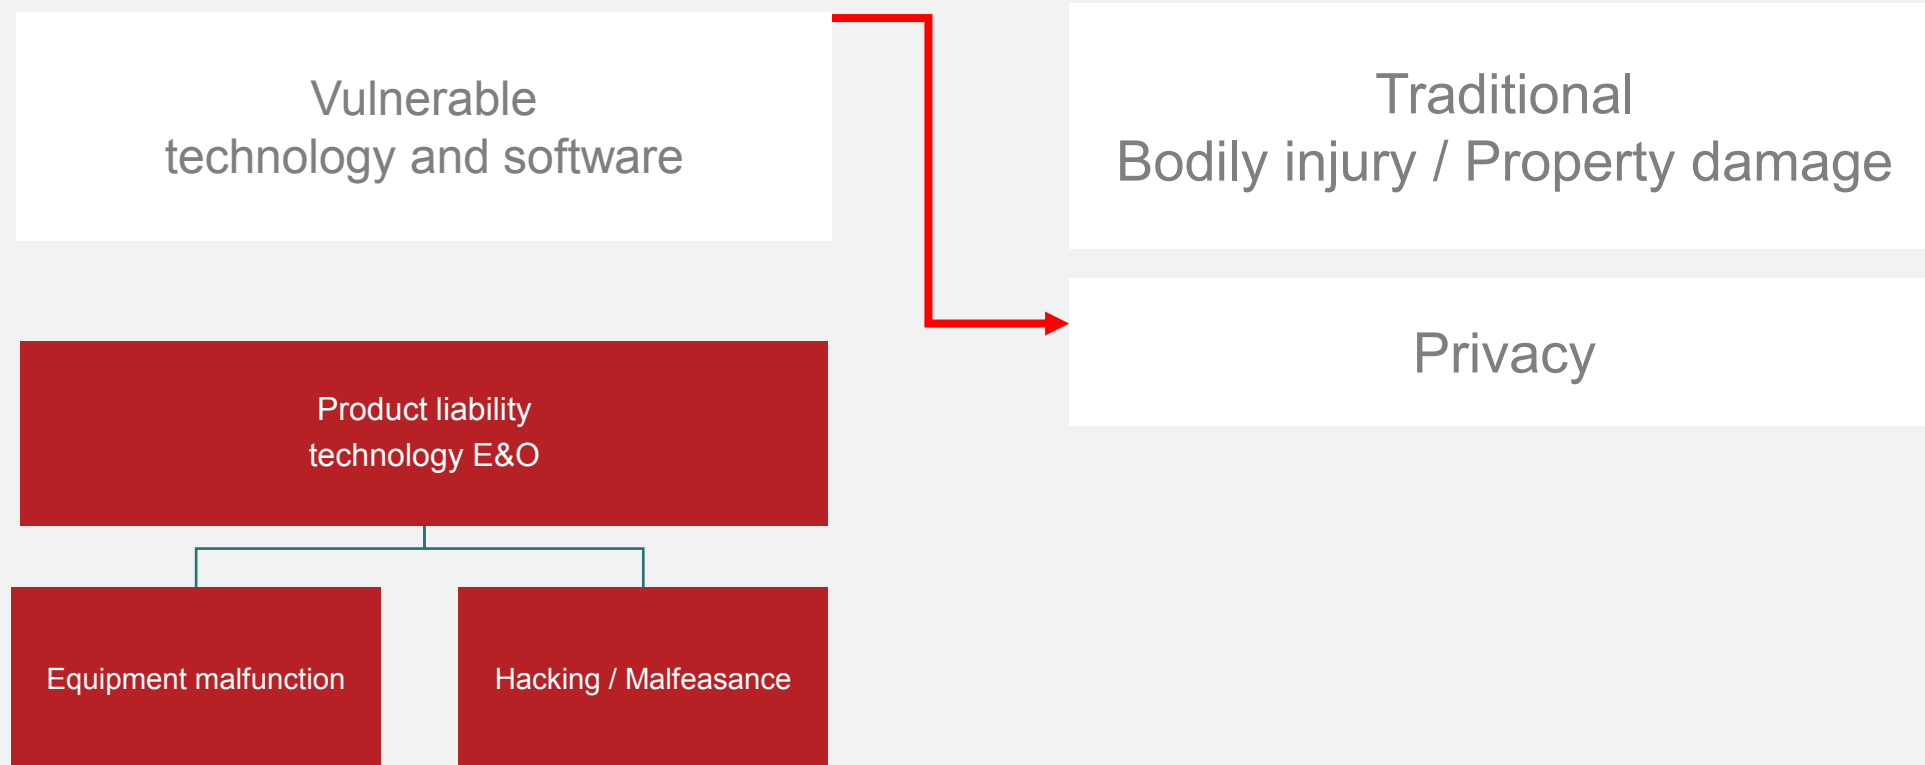 Vulnerable
technology and software
Traditional
Bodily injury / Property damage
Privacy
Product liability
technology E&O
Equipment malfunction
Hacking / Malfeasance